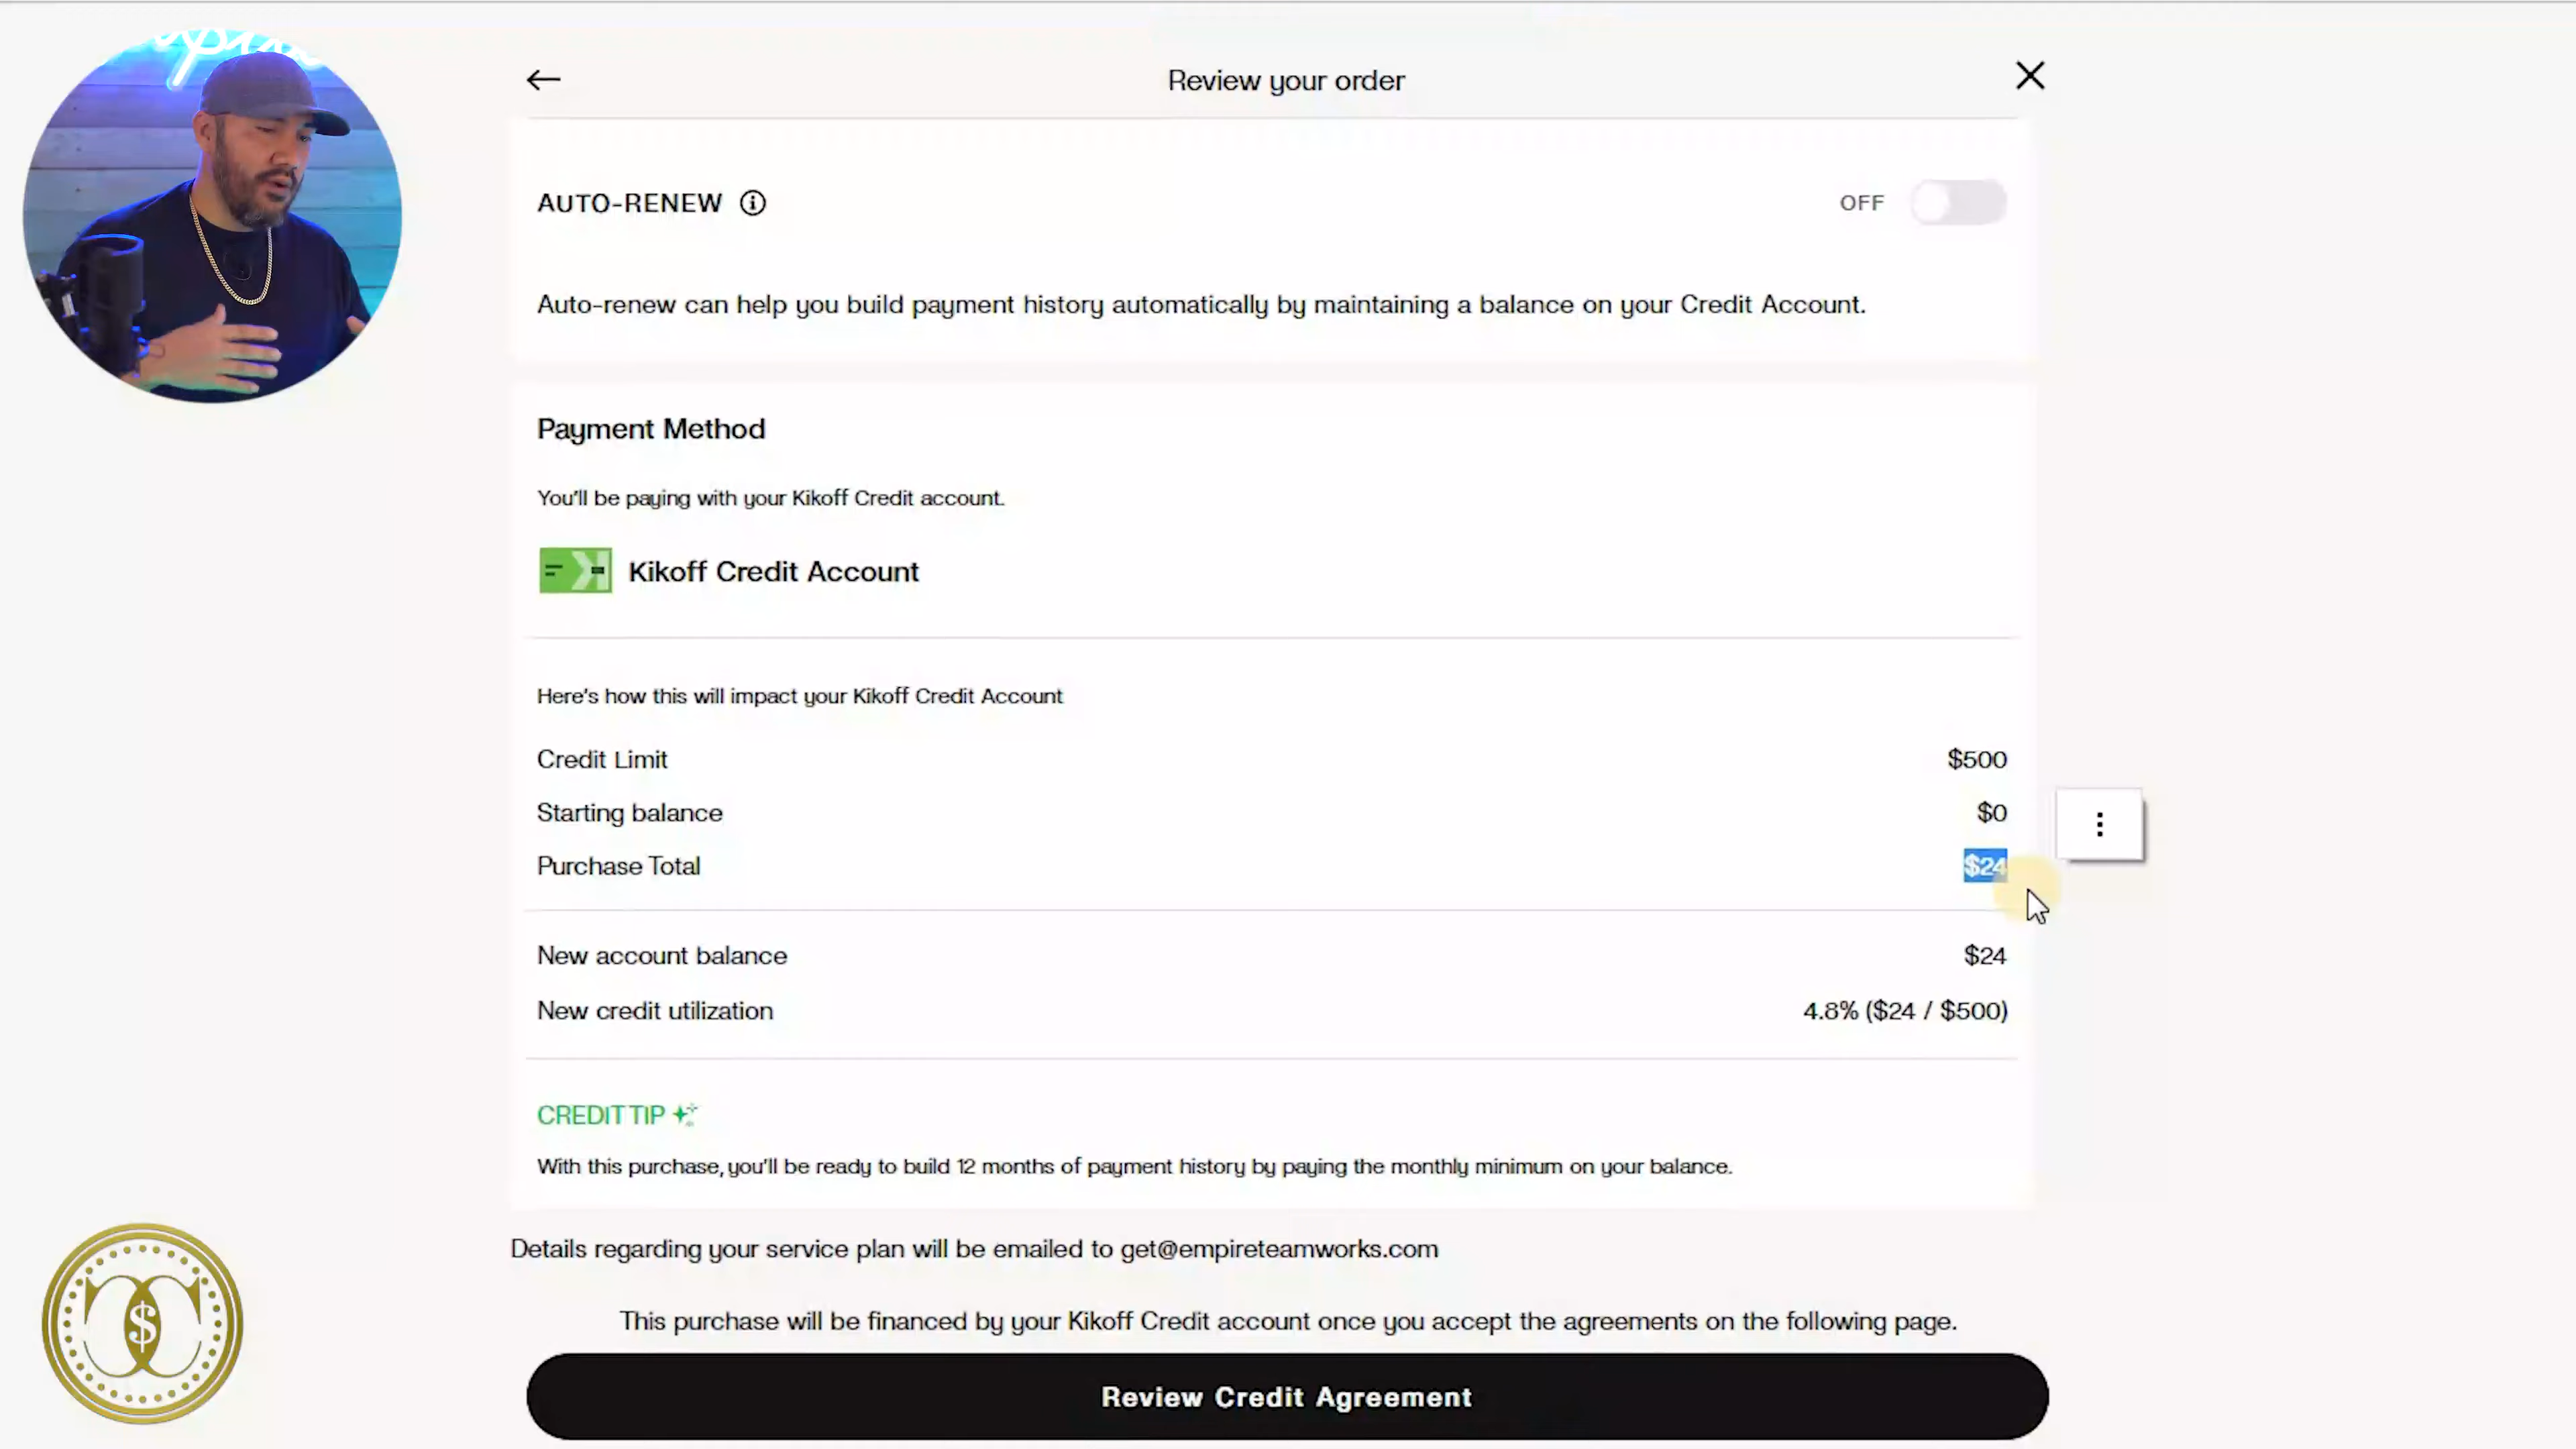 Review your order
AUTO-RENEW
OFF
Auto-renew can help you build payment history automatically by maintaining a balance on your Credit Account.
Payment Method
You'll be paying with your Kikoff Credit account.
Kikoff Credit Account
Here's how this will impact your Kikoff Credit Account
Credit Limit $500
Starting balance $0
Purchase Total $24
New account balance $24
New credit utilization 4.8% ($24 / $500)
CREDIT TIP
With this purchase, you'll be ready to build 12 months of payment history by paying the monthly minimum on your balance.
Details regarding your service plan will be emailed to get@empireteamworks.com
This purchase will be financed by your Kikoff Credit account once you accept the agreements on the following page.
Review Credit Agreement